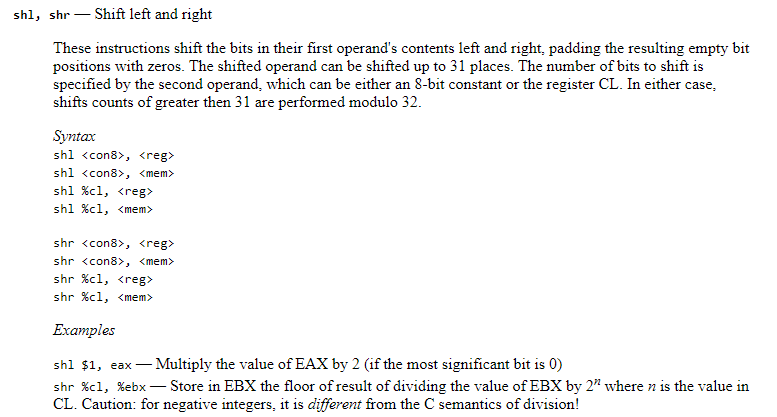 shl, shr — Shift left and right
These instructions shift the bits in their first operand's contents left and right, padding the resulting empty bit
positions with zeros. The shifted operand can be shifted up to 31 places. The number of bits to shift is
specified by the second operand, which can be either an 8-bit constant or the register CL. In either case,
shifts counts of greater then 31 are performed modulo 32.
Syntax
shl <con8>, <reg>
shl <con8>, <mem>
shl %cl, <reg>
shl %cl, <mem>
shr <con8>, <reg>
shr <con8>, <mem>
shr %cl, <reg>
shr %cl, <mem>
Examples
shl $1, eax — Multiply the value of EAX by 2 (if the most significant bit is 0)
shr %cl, %ebx — Store in EBX the floor of result of dividing the value of EBX by 2ⁿ where n is the value in
CL. Caution: for negative integers, it is different from the C semantics of division!